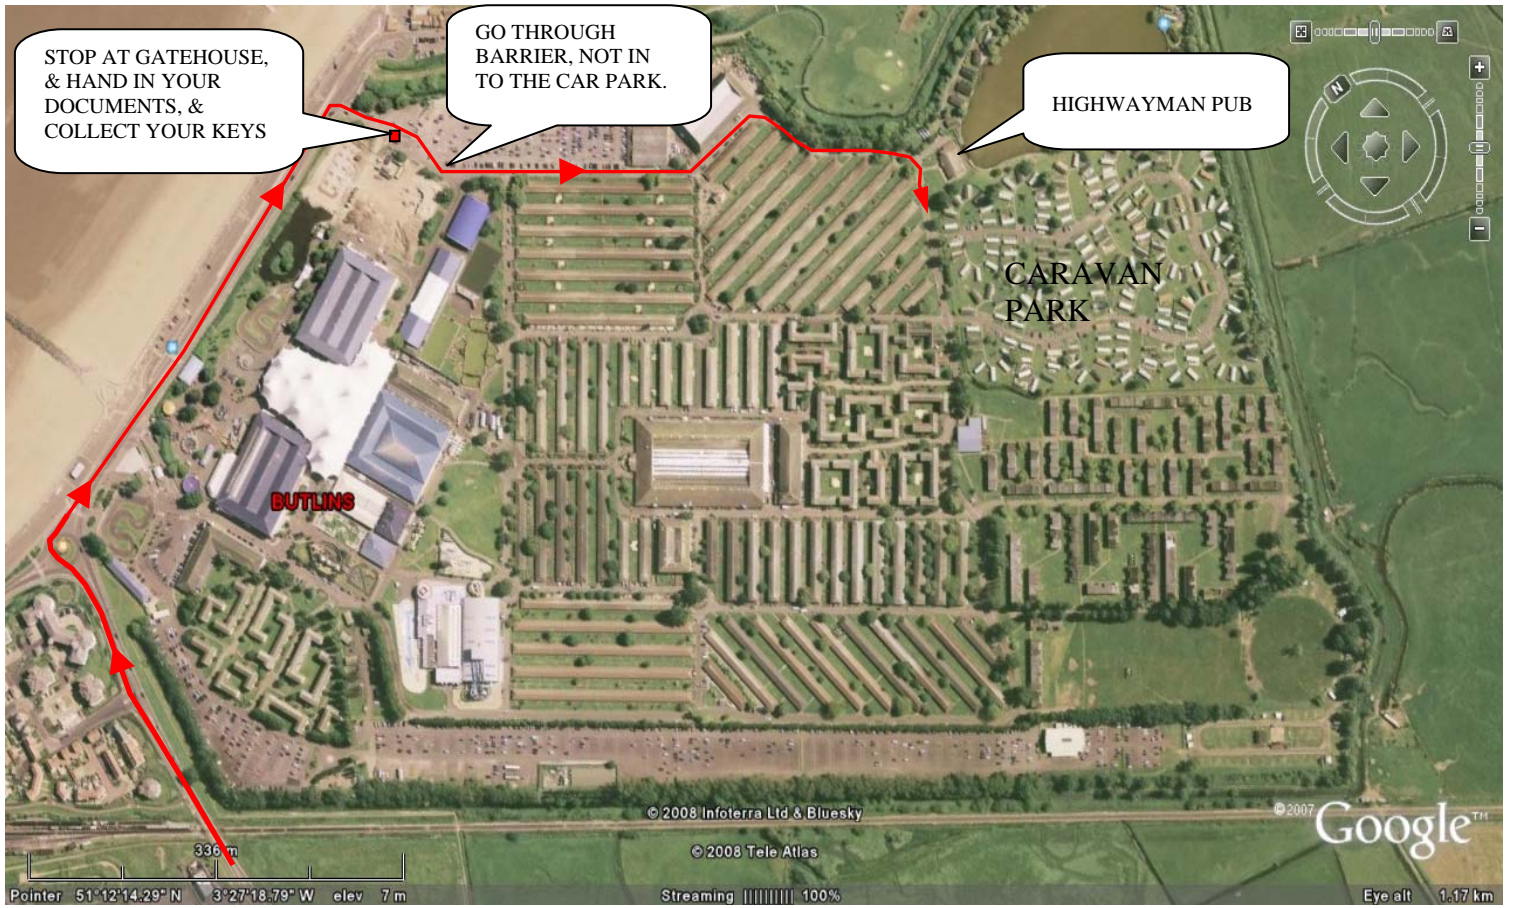 STOP AT GATEHOUSE,
& HAND IN YOUR
DOCUMENTS, &
COLLECT YOUR KEYS
GO THROUGH
BARRIER, NOT IN
TO THE CAR PARK.
HIGHWAYMAN PUB
N
CARAVAN
PARK
BUTLINS
© 2008 Infoterra Ltd & Bluesky
© 2007 Google™
336 m
© 2008 Tele Atlas
Pointer 51°12'14.29" N 3°27'18.79" W elev 7 m Streaming |||||||||| 100% Eye alt 1.17 km